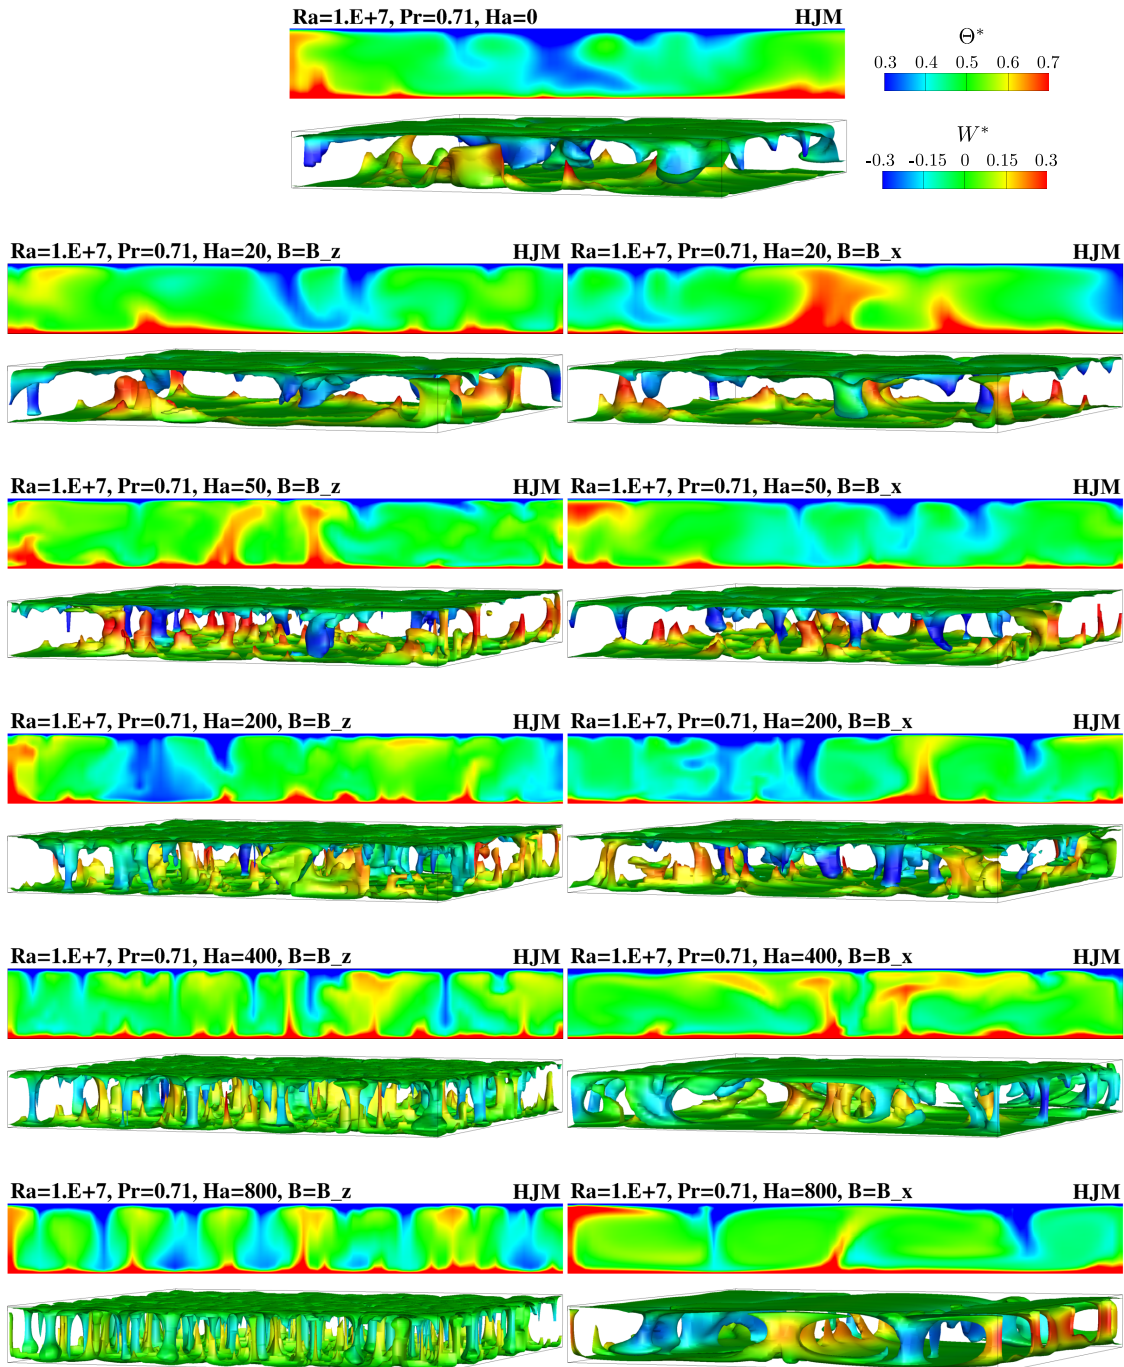 Ra=1.E+7, Pr=0.71, Ha=0 HJM
Θ*
0.3 0.4 0.5 0.6 0.7
W*
-0.3 -0.15 0 0.15 0.3
Ra=1.E+7, Pr=0.71, Ha=20, B=B_z HJM
Ra=1.E+7, Pr=0.71, Ha=20, B=B_x HJM
Ra=1.E+7, Pr=0.71, Ha=50, B=B_z HJM
Ra=1.E+7, Pr=0.71, Ha=50, B=B_x HJM
Ra=1.E+7, Pr=0.71, Ha=200, B=B_z HJM
Ra=1.E+7, Pr=0.71, Ha=200, B=B_x HJM
Ra=1.E+7, Pr=0.71, Ha=400, B=B_z HJM
Ra=1.E+7, Pr=0.71, Ha=400, B=B_x HJM
Ra=1.E+7, Pr=0.71, Ha=800, B=B_z HJM
Ra=1.E+7, Pr=0.71, Ha=800, B=B_x HJM